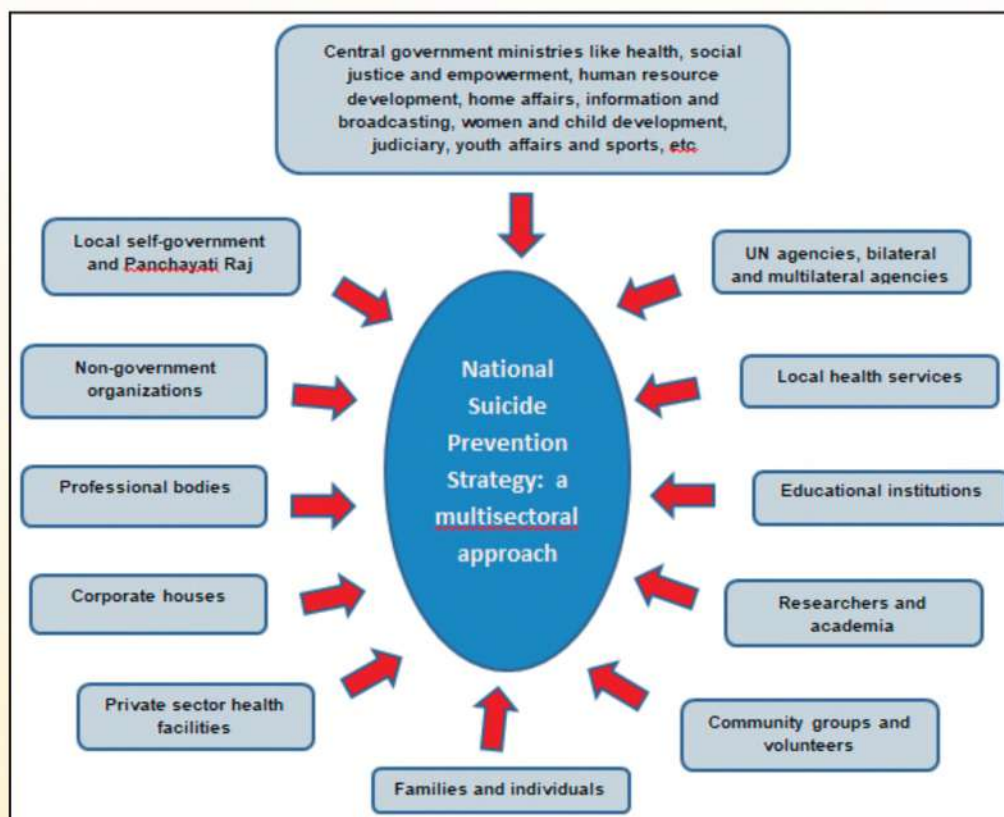 Central government ministries like health, social
justice and empowerment, human resource
development, home affairs, information and
broadcasting, women and child development,
judiciary, youth affairs and sports, etc
Local self-government
and Panchayati Raj
UN agencies, bilateral
and multilateral agencies
Non-government
organizations
Local health services
Professional bodies
Educational institutions
Corporate houses
Researchers and
academia
Private sector health
facilities
Community groups and
volunteers
Families and individuals
National
Suicide
Prevention
Strategy: a
multisectoral
approach